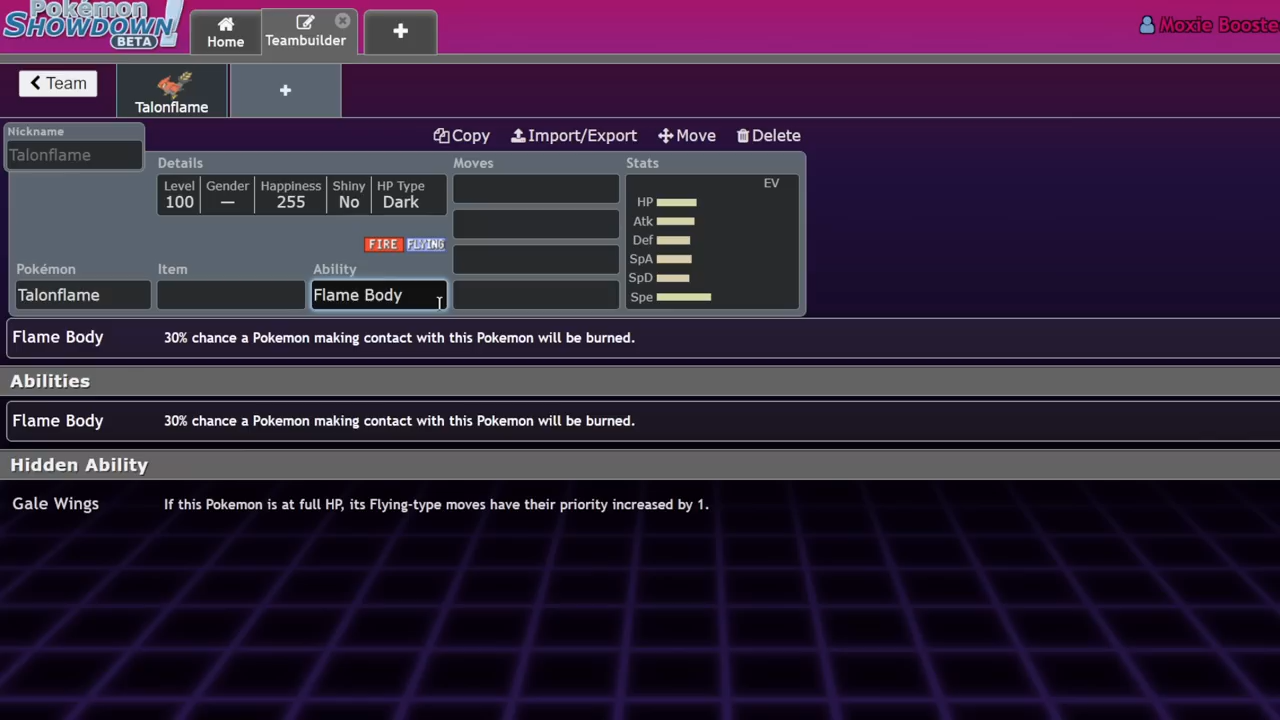 Pokémon
SHOWDOWN!
BETA
Home
Teambuilder
Moxie Booste
Team
Talonflame
Nickname
Talonflame
Copy
Import/Export
Move
Delete
Details
Moves
Stats
Level
Gender
Happiness
Shiny
HP Type
100
—
255
No
Dark
EV
HP
Atk
Def
SpA
SpD
Spe
FIRE
FLYING
Pokémon
Item
Ability
Talonflame
Flame Body
Flame Body 30% chance a Pokemon making contact with this Pokemon will be burned.
Abilities
Flame Body 30% chance a Pokemon making contact with this Pokemon will be burned.
Hidden Ability
Gale Wings If this Pokemon is at full HP, its Flying-type moves have their priority increased by 1.